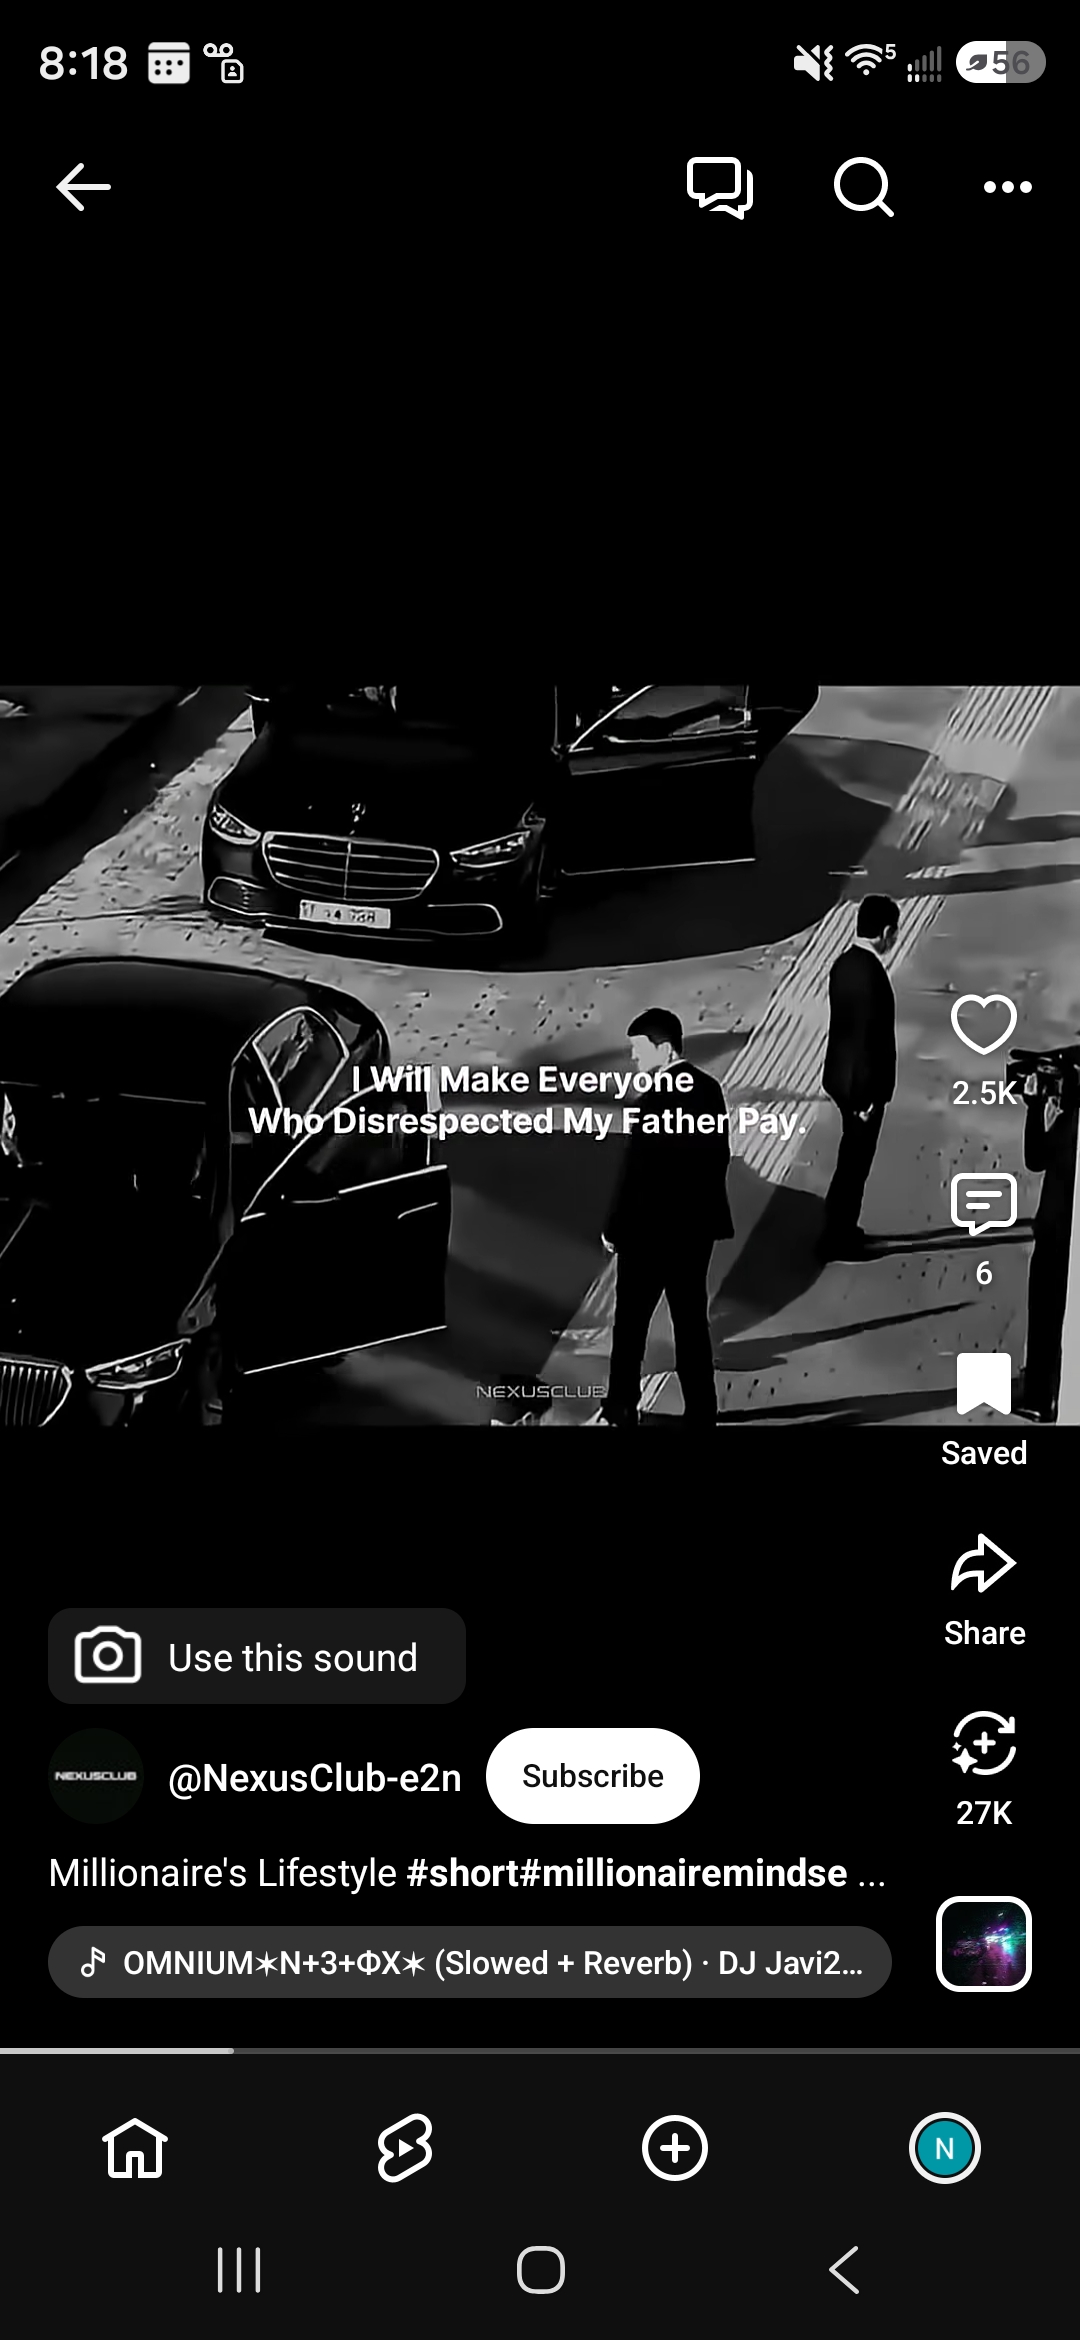 8:18
5
56
I Will Make Everyone
Who Disrespected My Father Pay.
2.5K
6
NEXUSCLUB
Saved
Share
Use this sound
NEXUSCLUB
@NexusClub-e2n
Subscribe
27K
Millionaire's Lifestyle #short#millionairemindse ...
OMNIUM✶N+3+ΦX✶ (Slowed + Reverb) · DJ Javi2...
N